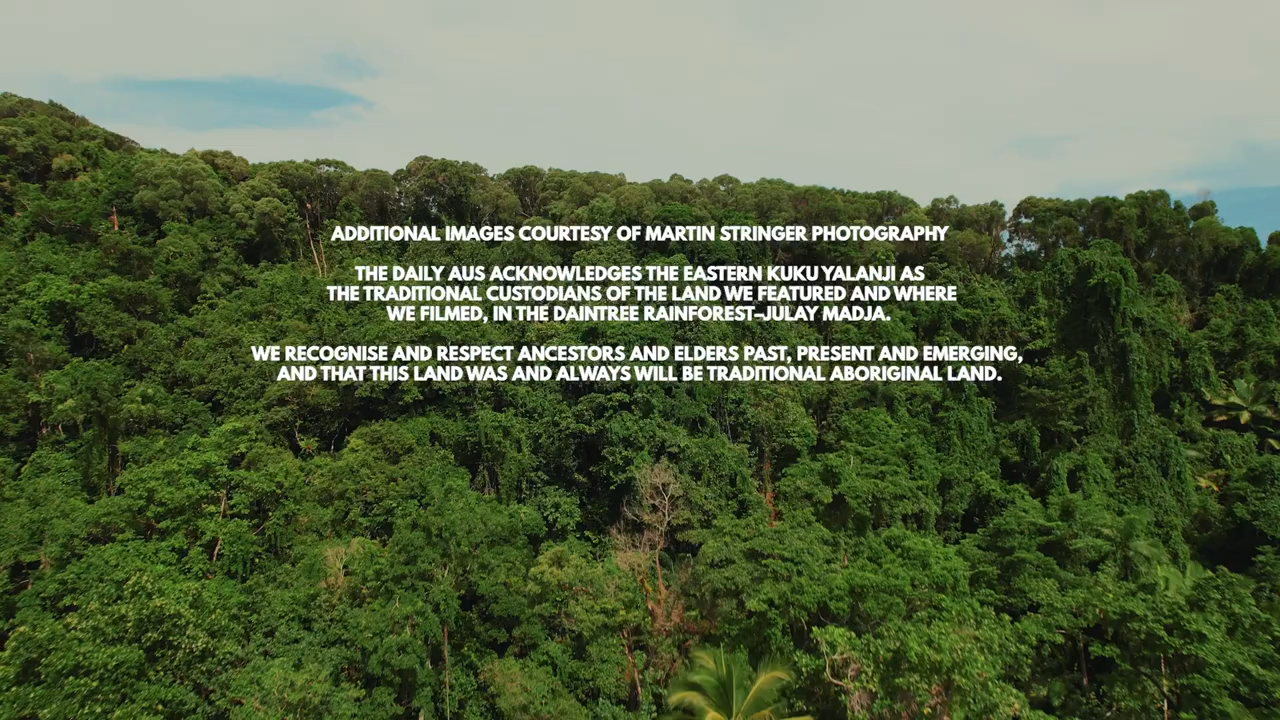 ADDITIONAL IMAGES COURTESY OF MARTIN STRINGER PHOTOGRAPHY
THE DAILY AUS ACKNOWLEDGES THE EASTERN KUKU YALANJI AS
THE TRADITIONAL CUSTODIANS OF THE LAND WE FEATURED AND WHERE
WE FILMED, IN THE DAINTREE RAINFOREST–JULAY MADJA.
WE RECOGNISE AND RESPECT ANCESTORS AND ELDERS PAST, PRESENT AND EMERGING,
AND THAT THIS LAND WAS AND ALWAYS WILL BE TRADITIONAL ABORIGINAL LAND.